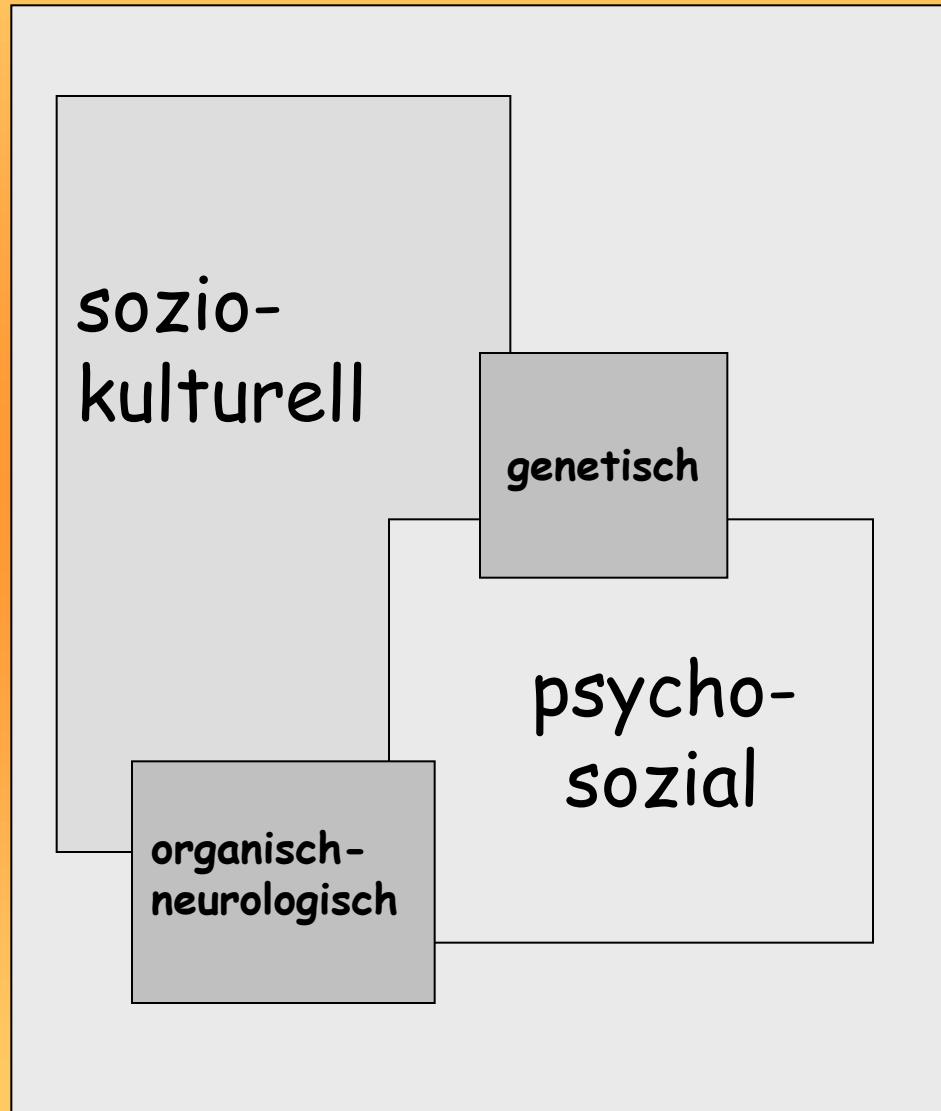 sozio-
kulturell
genetisch
psycho-
sozial
organisch-
neurologisch